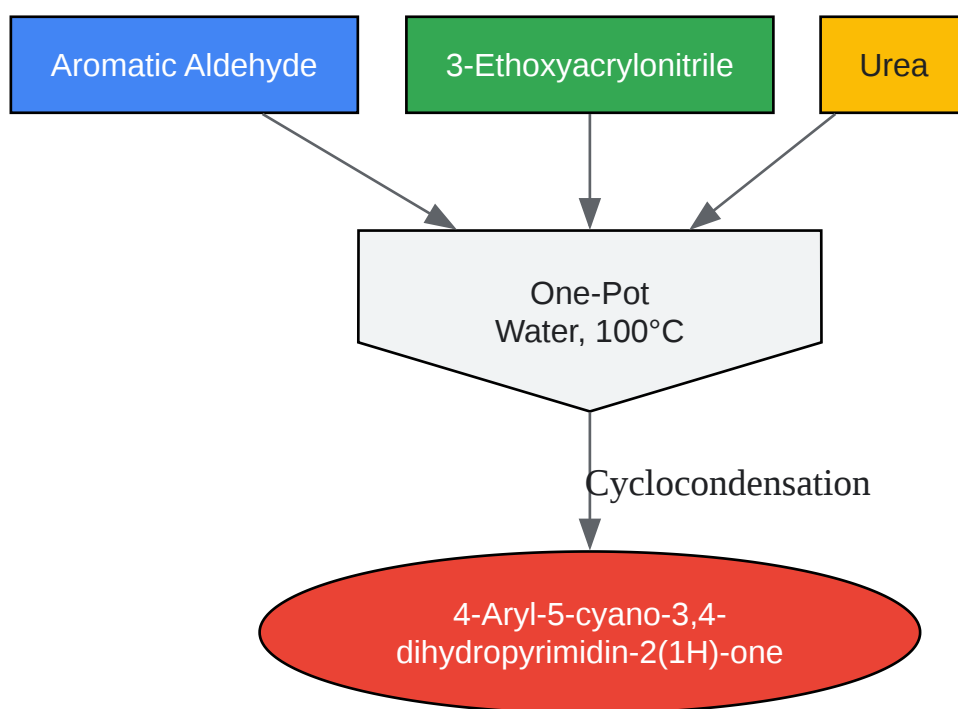 Aromatic Aldehyde
3-Ethoxyacrylonitrile
Urea
One-Pot
Water, 100°C
Cyclocondensation
4-Aryl-5-cyano-3,4-
dihydropyrimidin-2(1H)-one